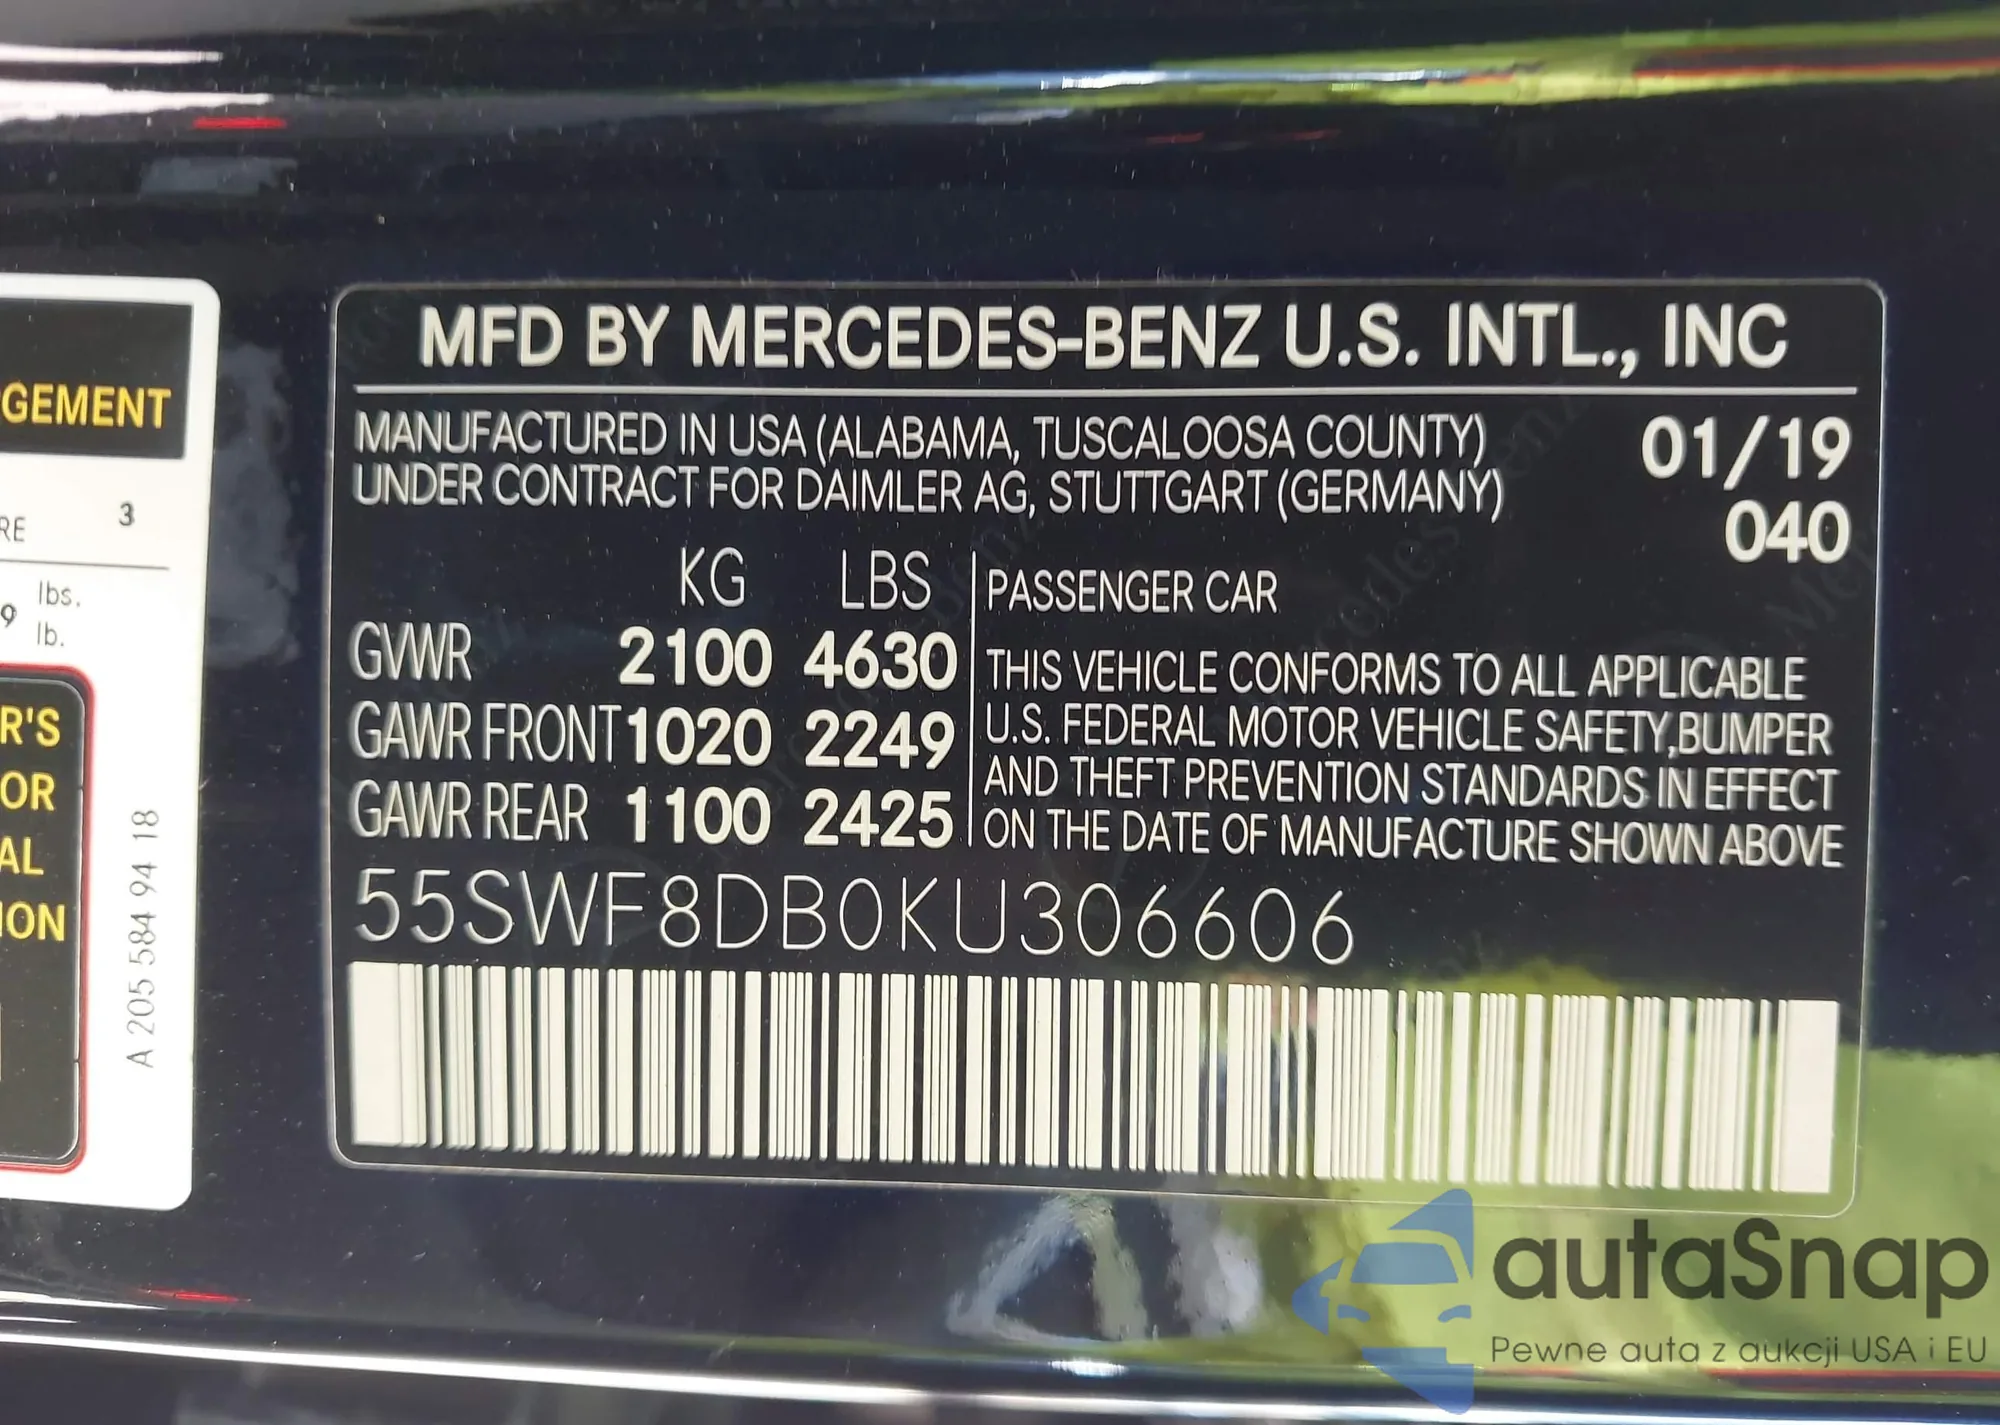 MFD BY MERCEDES-BENZ U.S. INTL., INC
MANUFACTURED IN USA (ALABAMA, TUSCALOOSA COUNTY) 01/19
UNDER CONTRACT FOR DAIMLER AG, STUTTGART (GERMANY)
040
KG LBS
GVWR 2100 4630
GAWR FRONT 1020 2249
GAWR REAR 1100 2425
PASSENGER CAR
THIS VEHICLE CONFORMS TO ALL APPLICABLE
U.S. FEDERAL MOTOR VEHICLE SAFETY,BUMPER
AND THEFT PREVENTION STANDARDS IN EFFECT
ON THE DATE OF MANUFACTURE SHOWN ABOVE
55SWF8DB0KU306606
GEMENT
RE 3
9 lbs.
lb.
R'S
OR
AL
ION
A 205 584 94 18
autaSnap
Pewne auta z aukcji USA i EU